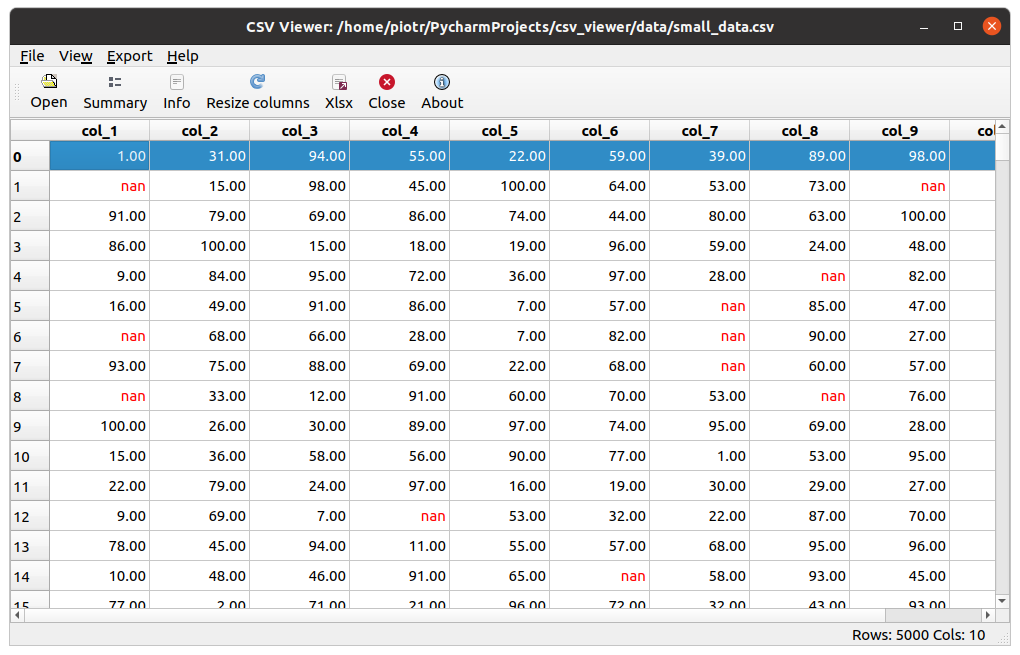 CSV Viewer: /home/piotr/PycharmProjects/csv_viewer/data/small_data.csv
File View Export Help
Open Summary Info Resize columns Xlsx Close About
col_1 col_2 col_3 col_4 col_5 col_6 col_7 col_8 col_9 col
0 1.00 31.00 94.00 55.00 22.00 59.00 39.00 89.00 98.00
1 nan 15.00 98.00 45.00 100.00 64.00 53.00 73.00 nan
2 91.00 79.00 69.00 86.00 74.00 44.00 80.00 63.00 100.00
3 86.00 100.00 15.00 18.00 19.00 96.00 59.00 24.00 48.00
4 9.00 84.00 95.00 72.00 36.00 97.00 28.00 nan 82.00
5 16.00 49.00 91.00 86.00 7.00 57.00 nan 85.00 47.00
6 nan 68.00 66.00 28.00 7.00 82.00 nan 90.00 27.00
7 93.00 75.00 88.00 69.00 22.00 68.00 nan 60.00 57.00
8 nan 33.00 12.00 91.00 60.00 70.00 53.00 nan 76.00
9 100.00 26.00 30.00 89.00 97.00 74.00 95.00 69.00 28.00
10 15.00 36.00 58.00 56.00 90.00 77.00 1.00 53.00 95.00
11 22.00 79.00 24.00 97.00 16.00 19.00 30.00 29.00 27.00
12 9.00 69.00 7.00 nan 53.00 32.00 22.00 87.00 70.00
13 78.00 45.00 94.00 11.00 55.00 57.00 68.00 95.00 96.00
14 10.00 48.00 46.00 91.00 65.00 nan 58.00 93.00 45.00
15 77.00 2.00 71.00 21.00 96.00 72.00 32.00 43.00 93.00
Rows: 5000 Cols: 10